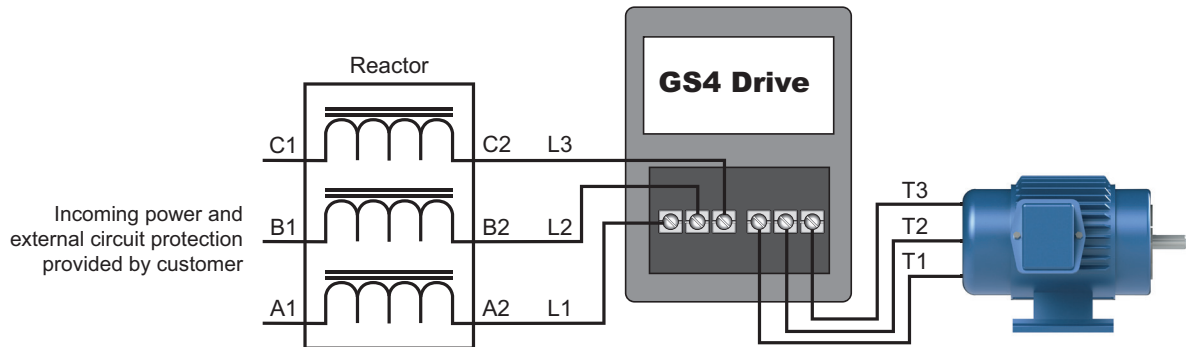 Reactor
GS4 Drive
C1
C2
L3
B1
B2
L2
A1
A2
L1
Incoming power and
external circuit protection
provided by customer
T3
T2
T1